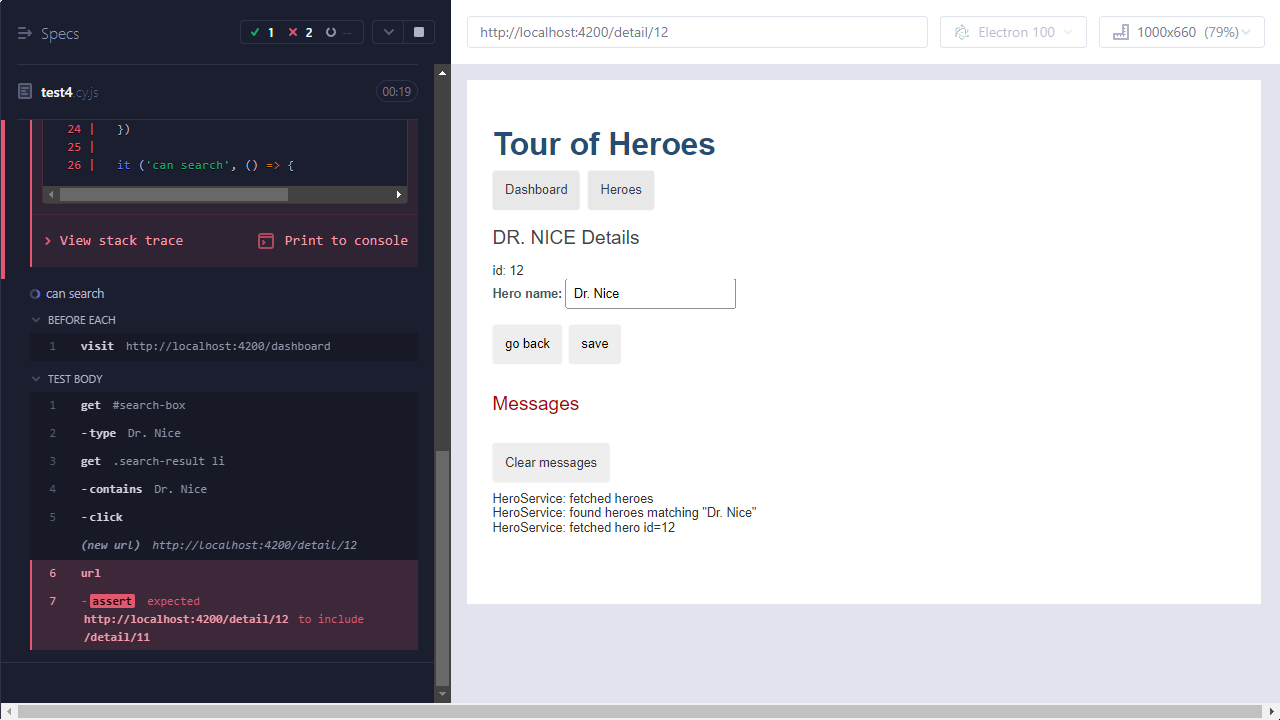 Specs
1 2 --
test4.cy.js
00:19
24 | })
25 |
26 | it ('can search', () => {
View stack trace
Print to console
can search
BEFORE EACH
1 visit http://localhost:4200/dashboard
TEST BODY
1 get #search-box
2 -type Dr. Nice
3 get .search-result li
4 -contains Dr. Nice
5 -click
(new url) http://localhost:4200/detail/12
6 url
7 -assert expected
http://localhost:4200/detail/12 to include
/detail/11
http://localhost:4200/detail/12
Electron 100
1000x660 (79%)
Tour of Heroes
Dashboard Heroes
DR. NICE Details
id: 12
Hero name: Dr. Nice
go back save
Messages
Clear messages
HeroService: fetched heroes
HeroService: found heroes matching "Dr. Nice"
HeroService: fetched hero id=12